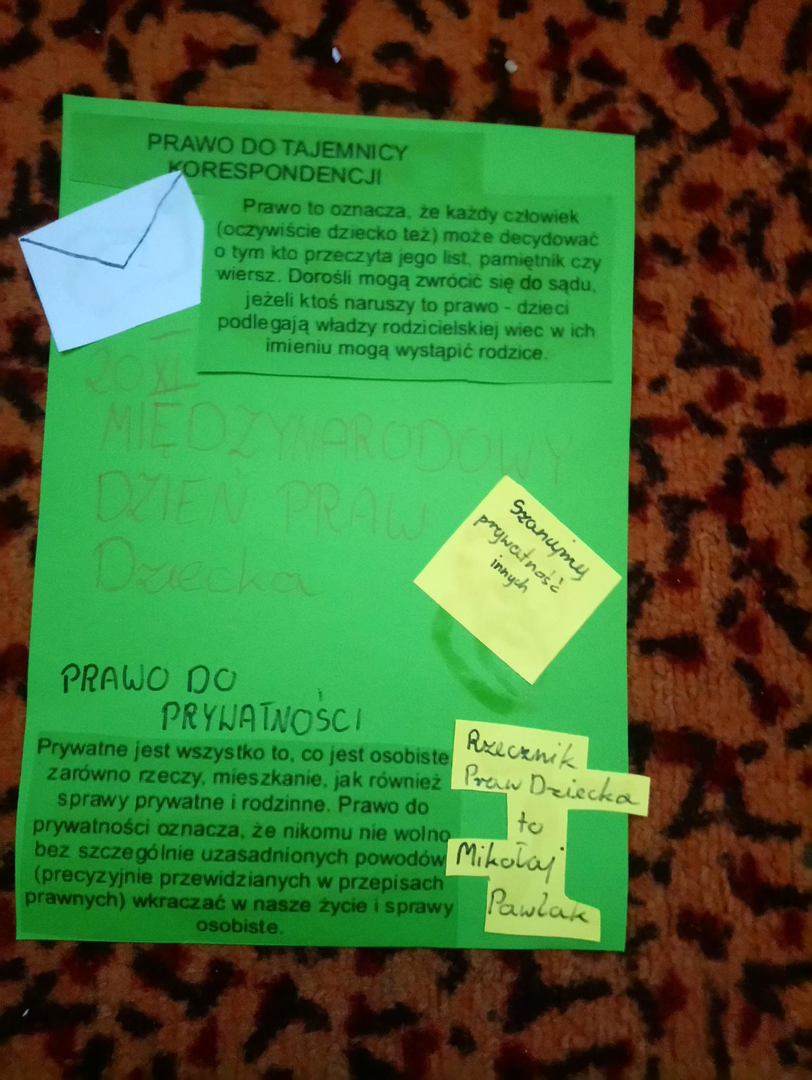 PRAWO DO TAJEMNICY
KORESPONDENCJI
Prawo to oznacza, że każdy człowiek
(oczywiście dziecko też) może decydować
o tym kto przeczyta jego list, pamiętnik czy
wiersz. Dorośli mogą zwrócić się do sądu,
jeżeli ktoś naruszy to prawo - dzieci
podlegają władzy rodzicielskiej wiec w ich
imieniu mogą wystąpić rodzice.
20 XI
MIĘDZYNARODOWY
DZIEŃ PRAW
Dziecka
Szanujmy
prywatność
innych
PRAWO DO
PRYWATNOŚCI
Prywatne jest wszystko to, co jest osobiste
zarówno rzeczy, mieszkanie, jak również
sprawy prywatne i rodzinne. Prawo do
prywatności oznacza, że nikomu nie wolno
bez szczególnie uzasadnionych powodów
(precyzyjnie przewidzianych w przepisach
prawnych) wkraczać w nasze życie i sprawy
osobiste.
Rzecznik
Praw Dziecka
to
Mikołaj
Pawlak